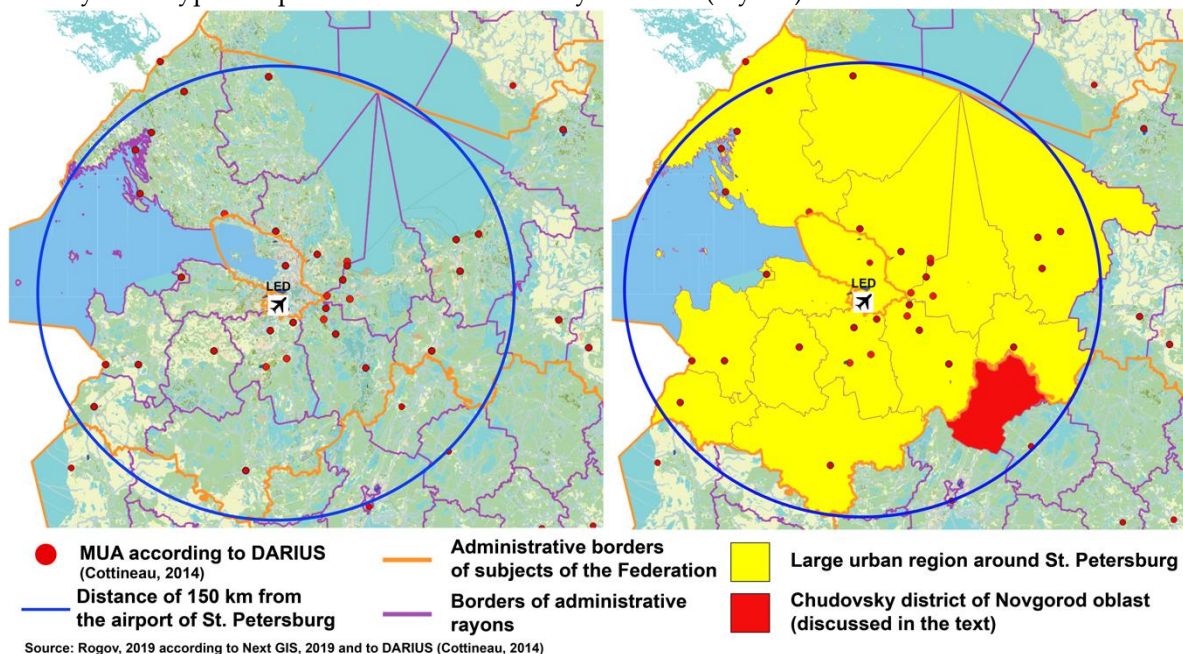 LED
LED
MUA according to DARIUS
(Cottineau, 2014)
Distance of 150 km from
the airport of St. Petersburg
Administrative borders
of subjects of the Federation
Borders of administrative
rayons
Large urban region around St. Petersburg
Chudovsky district of Novgorod oblast
(discussed in the text)
Source: Rogov, 2019 according to Next GIS, 2019 and to DARIUS (Cottineau, 2014)